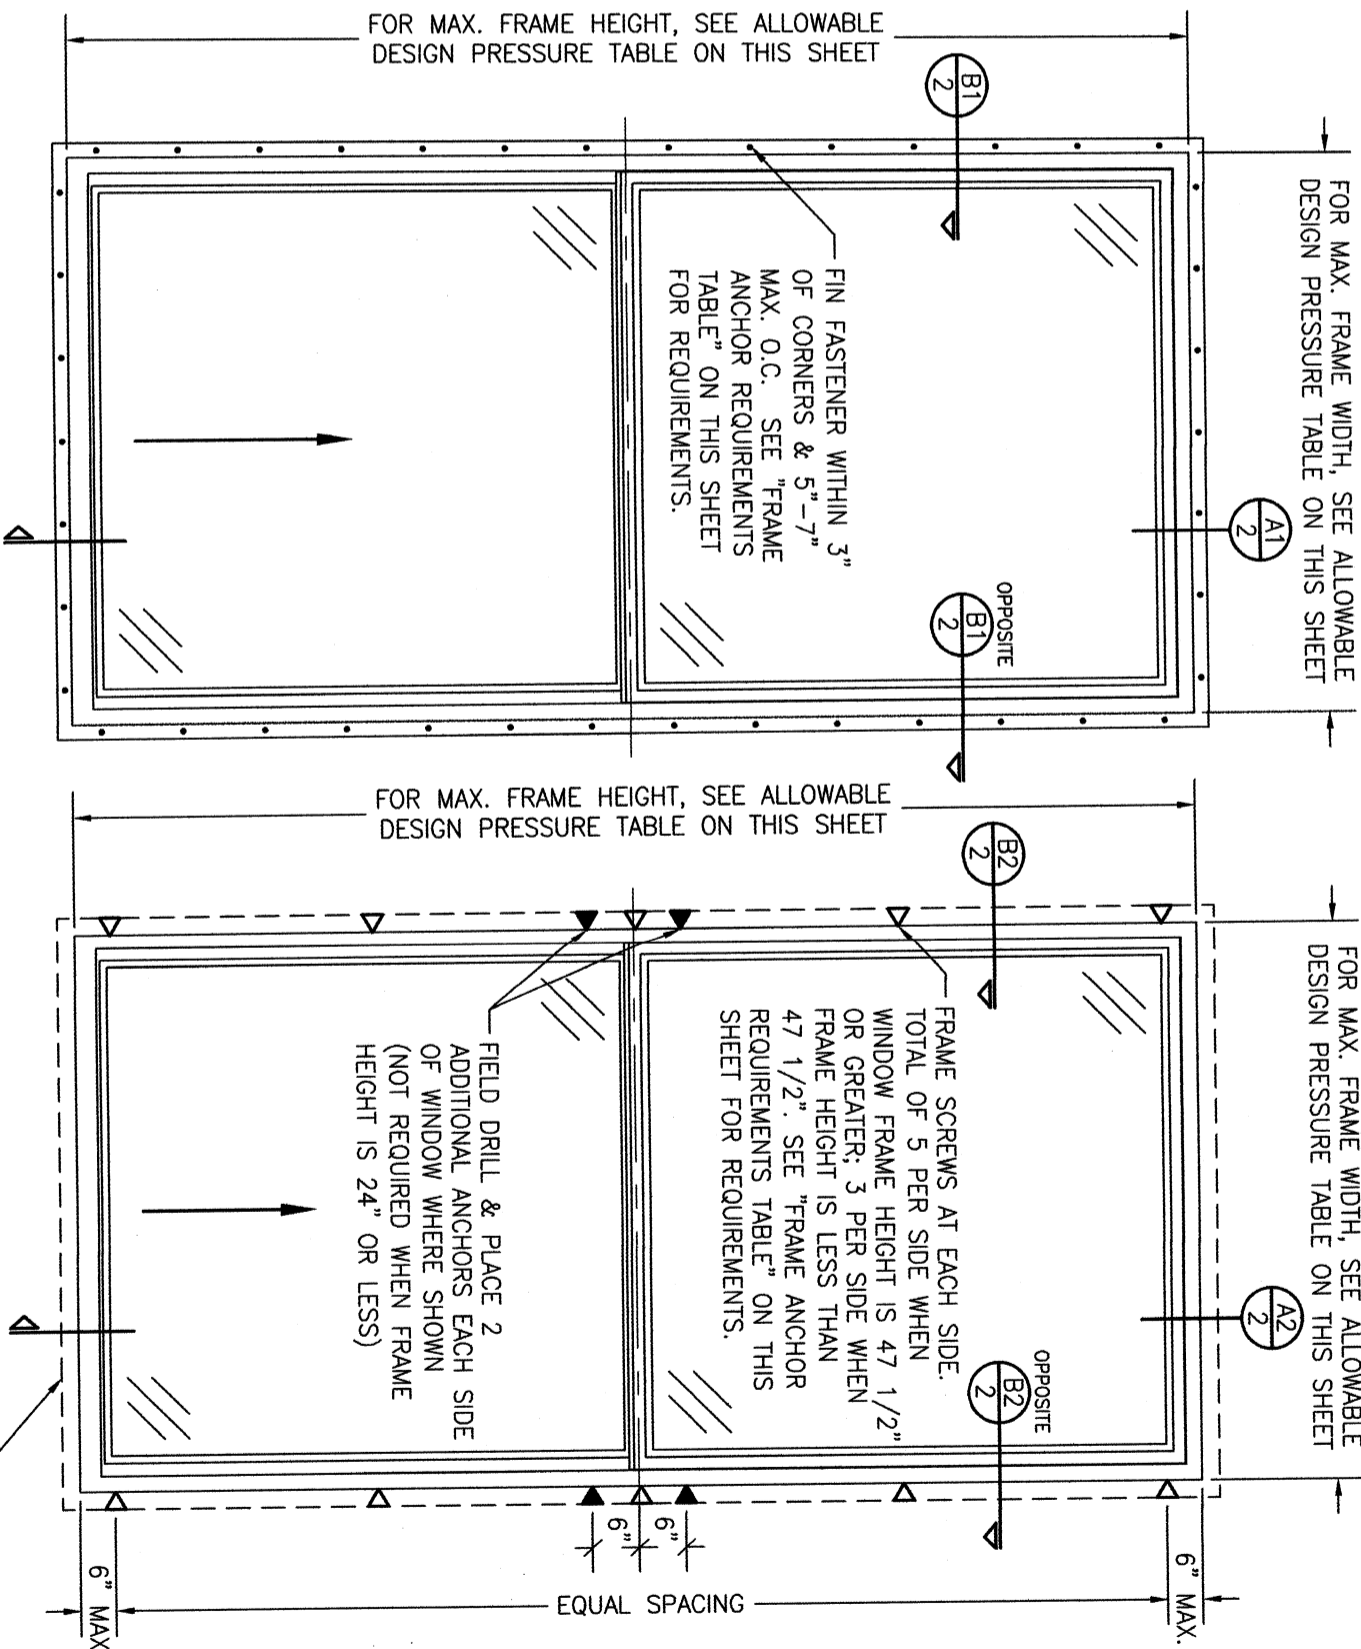 FOR MAX. FRAME HEIGHT, SEE ALLOWABLE
DESIGN PRESSURE TABLE ON THIS SHEET
FOR MAX. FRAME WIDTH, SEE ALLOWABLE
DESIGN PRESSURE TABLE ON THIS SHEET
B1
2
A1
2
FIN FASTENER WITHIN 3"
OF CORNERS & 5"-7"
MAX. O.C. SEE "FRAME
ANCHOR REQUIREMENTS
TABLE" ON THIS SHEET
FOR REQUIREMENTS.
OPPOSITE
B1
2
FOR MAX. FRAME HEIGHT, SEE ALLOWABLE
DESIGN PRESSURE TABLE ON THIS SHEET
FOR MAX. FRAME WIDTH, SEE ALLOWABLE
DESIGN PRESSURE TABLE ON THIS SHEET
B2
2
A2
2
FRAME SCREWS AT EACH SIDE.
TOTAL OF 5 PER SIDE WHEN
WINDOW FRAME HEIGHT IS 47 1/2"
OR GREATER; 3 PER SIDE WHEN
FRAME HEIGHT IS LESS THAN
47 1/2". SEE "FRAME ANCHOR
REQUIREMENTS TABLE" ON THIS
SHEET FOR REQUIREMENTS.
OPPOSITE
B2
2
FIELD DRILL & PLACE 2
ADDITIONAL ANCHORS EACH SIDE
OF WINDOW WHERE SHOWN
(NOT REQUIRED WHEN FRAME
HEIGHT IS 24" OR LESS)
6" MAX.
6"
6"
EQUAL SPACING
6" MAX